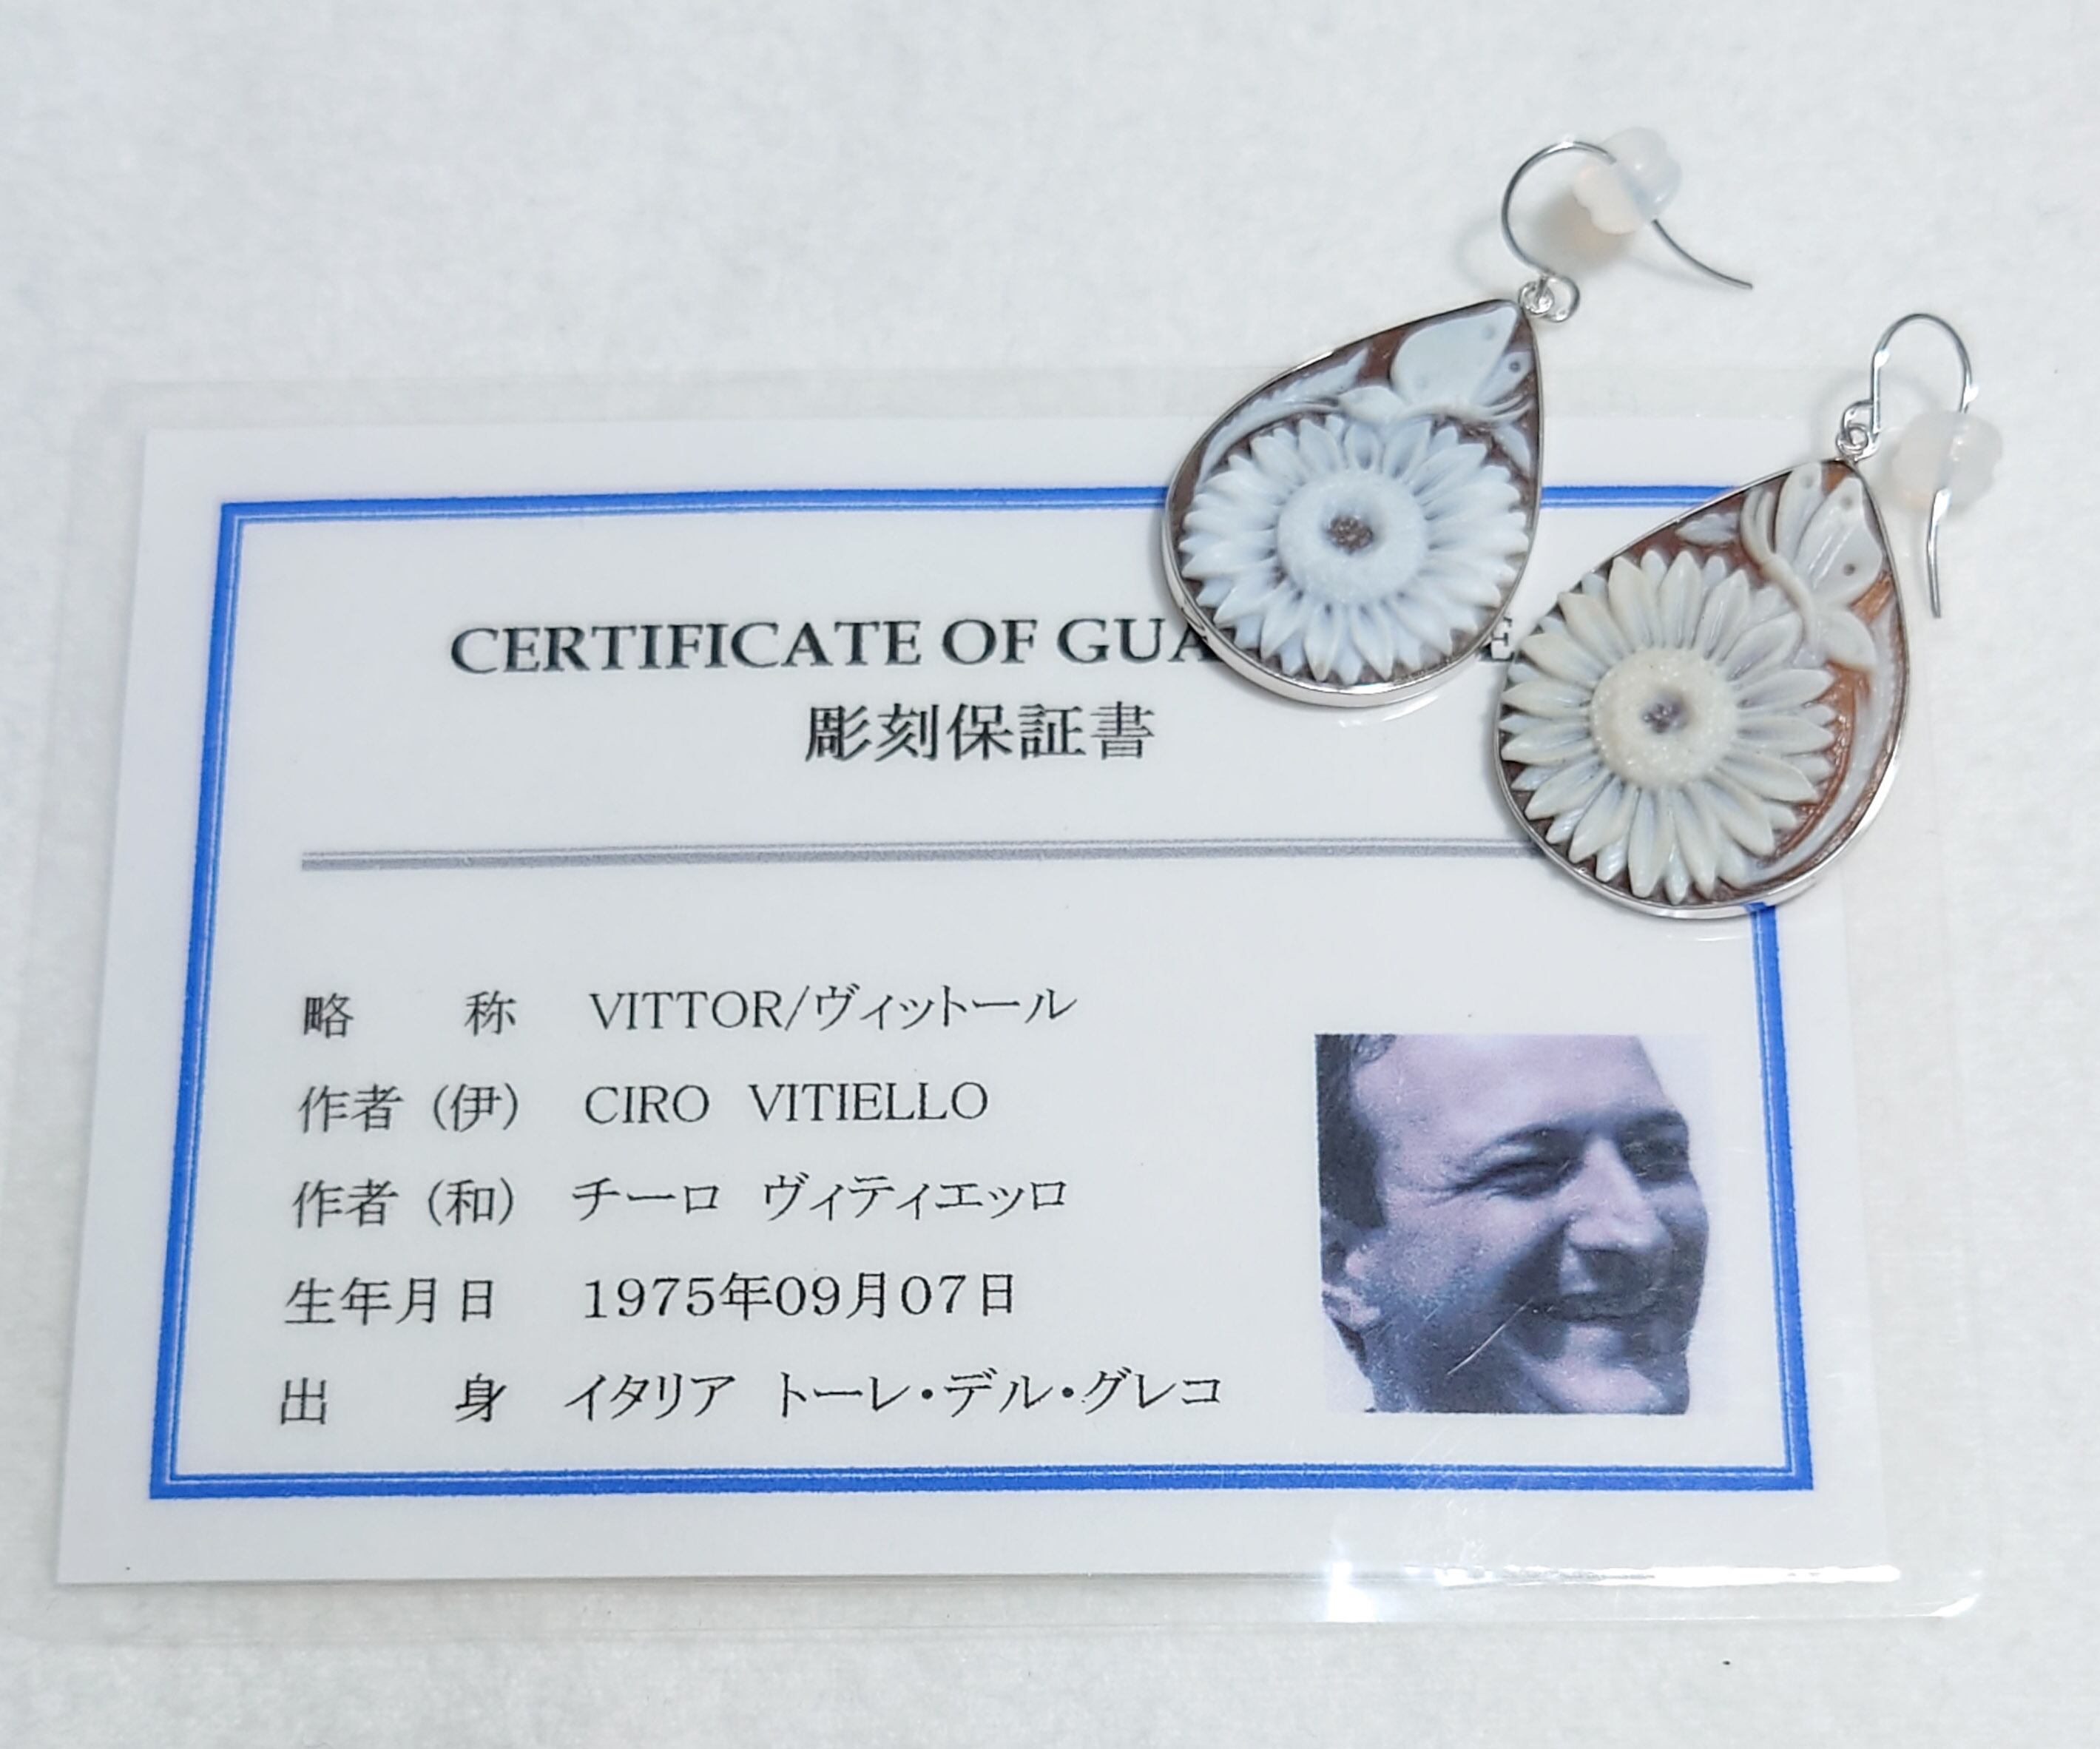 CERTIFICATE OF
彫刻保証書
略称 VITTOR/ヴィットール
作者(伊) CIRO VITIELLO
作者(和) チーロ ヴィティエッロ
生年月日 1975年09月07日
出身 イタリア トーレ・デル・グレコ